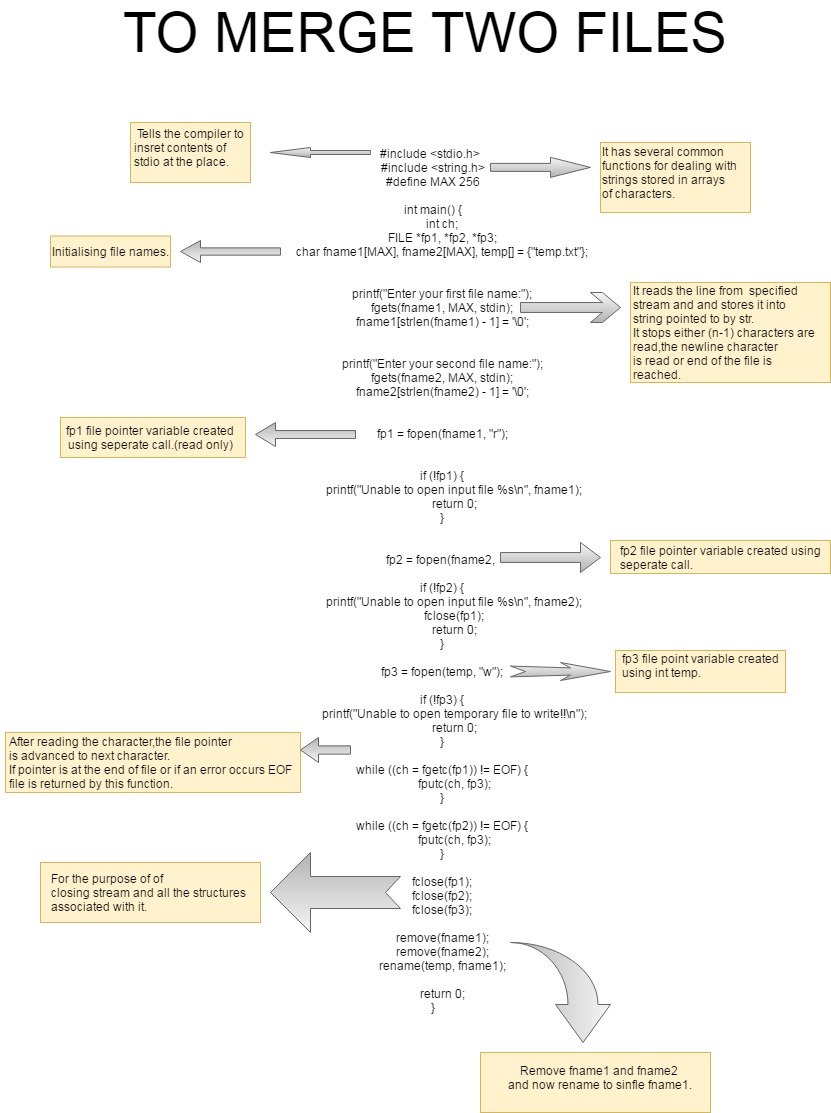 TO MERGE TWO FILES
Tells the compiler to
insret contents of
stdio at the place.
#include <stdio.h>
#include <string.h>
#define MAX 256
It has several common
functions for dealing with
strings stored in arrays
of characters.
int main() {
int ch;
FILE *fp1, *fp2, *fp3;
char fname1[MAX], fname2[MAX], temp[] = {"temp.txt"};
Initialising file names.
printf("Enter your first file name:");
fgets(fname1, MAX, stdin);
fname1[strlen(fname1) - 1] = '\0';
It reads the line from specified
stream and and stores it into
string pointed to by str.
It stops either (n-1) characters are
read,the newline character
is read or end of the file is
reached.
printf("Enter your second file name:");
fgets(fname2, MAX, stdin);
fname2[strlen(fname2) - 1] = '\0';
fp1 file pointer variable created
using seperate call.(read only)
fp1 = fopen(fname1, "r");
if (!fp1) {
printf("Unable to open input file %s\n", fname1);
return 0;
}
fp2 = fopen(fname2,
fp2 file pointer variable created using
seperate call.
if (!fp2) {
printf("Unable to open input file %s\n", fname2);
fclose(fp1);
return 0;
}
fp3 = fopen(temp, "w");
fp3 file point variable created
using int temp.
if (!fp3) {
printf("Unable to open temporary file to write!!\n");
return 0;
}
After reading the character,the file pointer
is advanced to next character.
If pointer is at the end of file or if an error occurs EOF
file is returned by this function.
while ((ch = fgetc(fp1)) != EOF) {
fputc(ch, fp3);
}
while ((ch = fgetc(fp2)) != EOF) {
fputc(ch, fp3);
}
For the purpose of of
closing stream and all the structures
associated with it.
fclose(fp1);
fclose(fp2);
fclose(fp3);
remove(fname1);
remove(fname2);
rename(temp, fname1);
return 0;
}
Remove fname1 and fname2
and now rename to sinfle fname1.